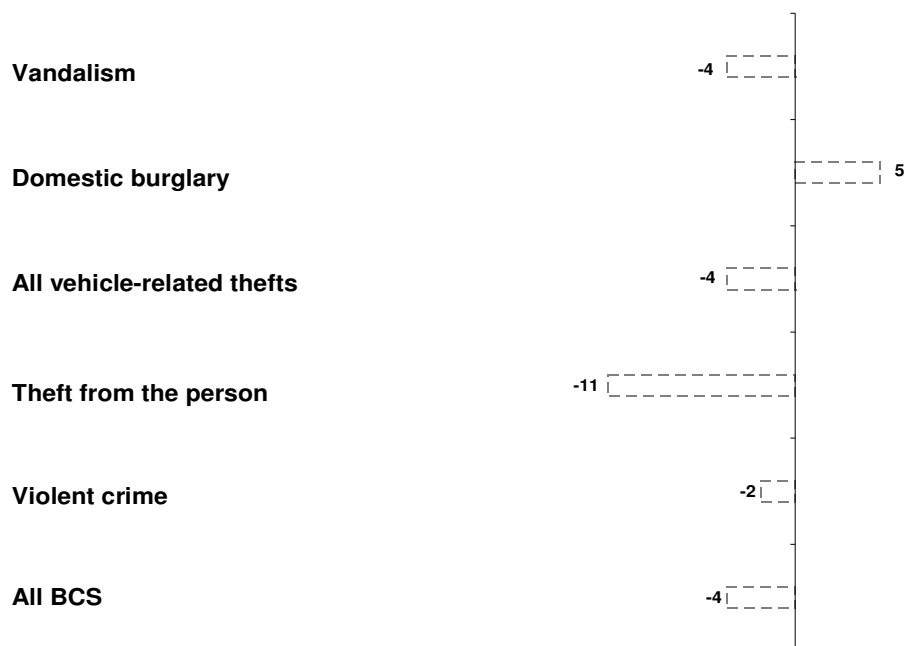 Vandalism
-4
Domestic burglary
5
All vehicle-related thefts
-4
Theft from the person
-11
Violent crime
-2
All BCS
-4